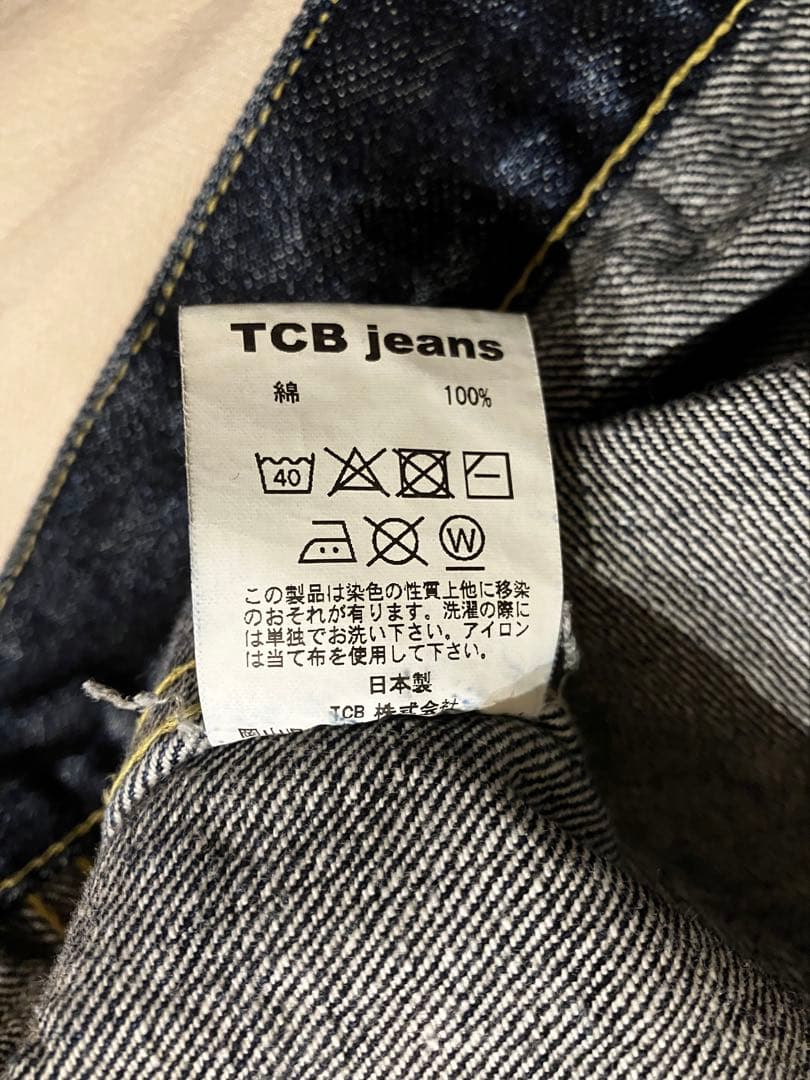 TCB jeans
綿 100%
40
W
この製品は染色の性質上他に移染
のおそれが有ります。洗濯の際に
は単独でお洗い下さい。アイロン
は当て布を使用して下さい。
日本製
TCB 株式会社